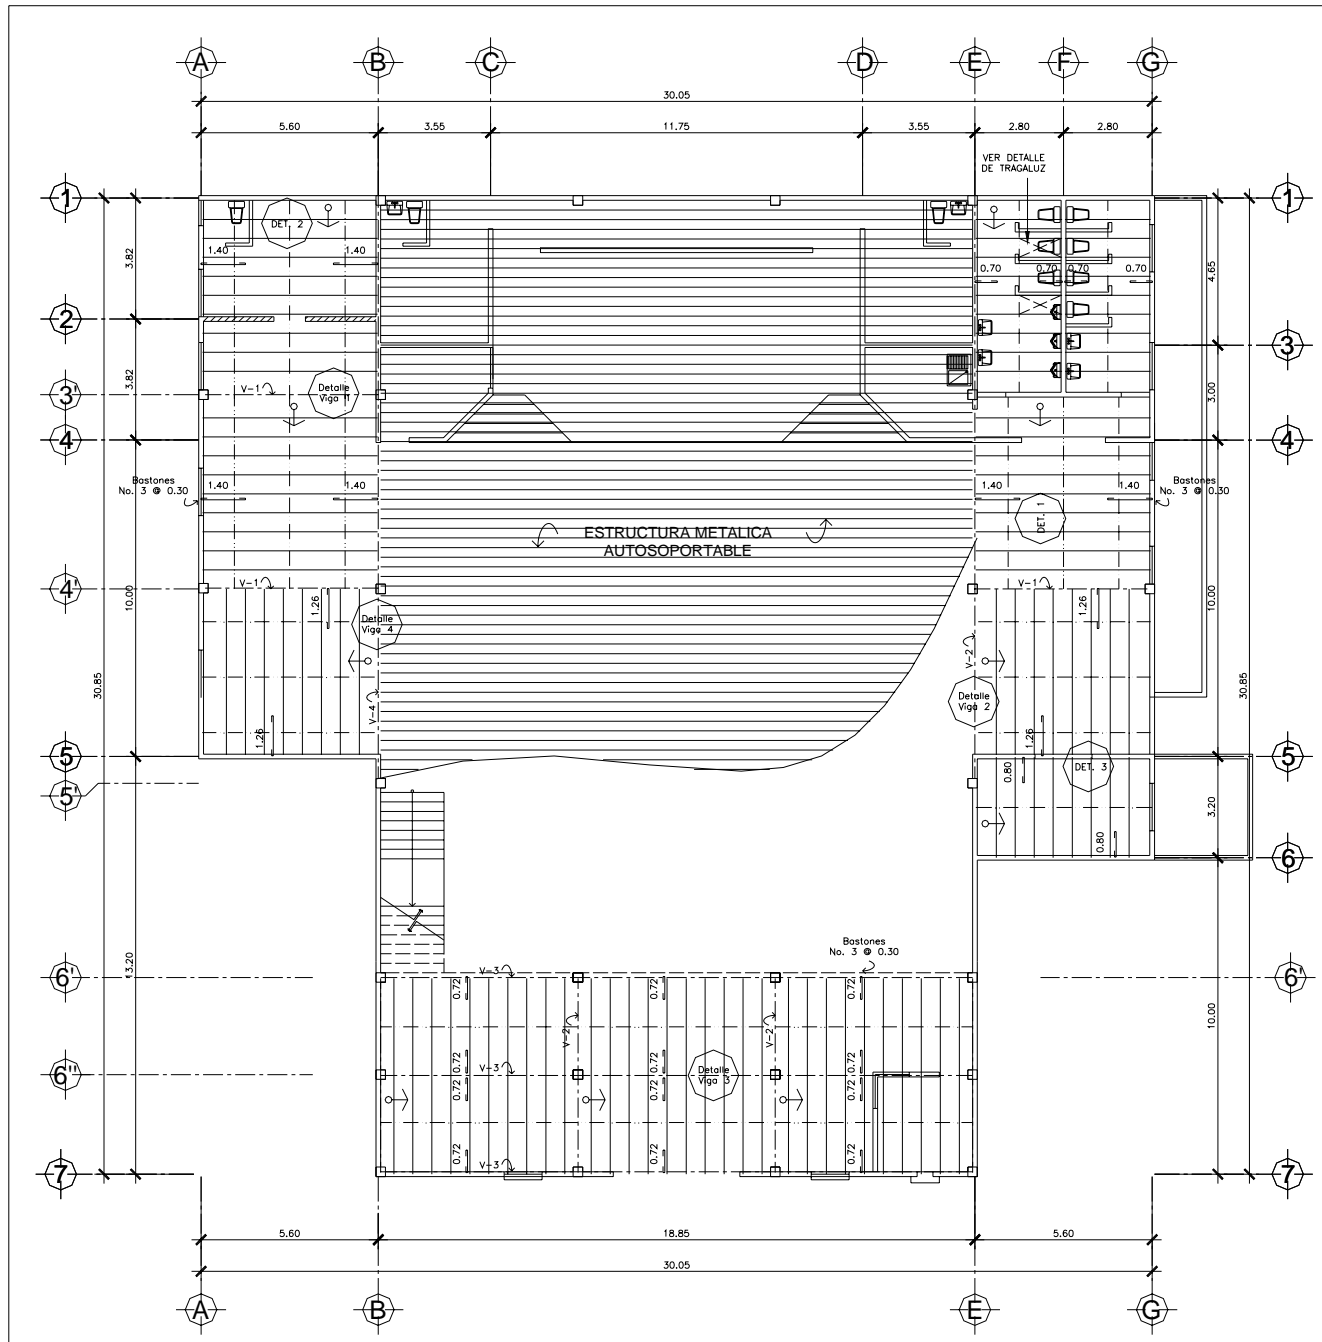 A B C D E F G
30.05
5.60 3.55 11.75 3.55 2.80 2.80
VER DETALLE
DE TRAGALUZ
1 1
DET. 2
1.40 1.40
0.70 0.70 0.70 0.70
3.82 4.65
2
3
3.82 3.00
V-1
Detalle
Viga 1
3'
4 4
Bastones
No. 3 @ 0.30
1.40 1.40
1.40 1.40
Bastones
No. 3 @ 0.30
DET. 1
ESTRUCTURA METALICA
AUTOSOPORTABLE
4'
V-1 V-1
10.00 10.00
1.26 1.26
Detalle
Viga 4
V-2
30.85 30.85
Detalle
Viga 2
V-4
1.26 1.26
5 5
DET. 3
0.80
5'
3.20
0.80
6
13.20
Bastones
No. 3 @ 0.30
6' 6'
V-3
0.72 0.72 0.72
10.00
V-2 V-2
6''
V-3
0.72 0.72 0.72
Detalle
Viga 3
0.72 0.72 0.72
0.72 0.72 0.72
V-3
7 7
5.60 18.85 5.60
30.05
A B E G